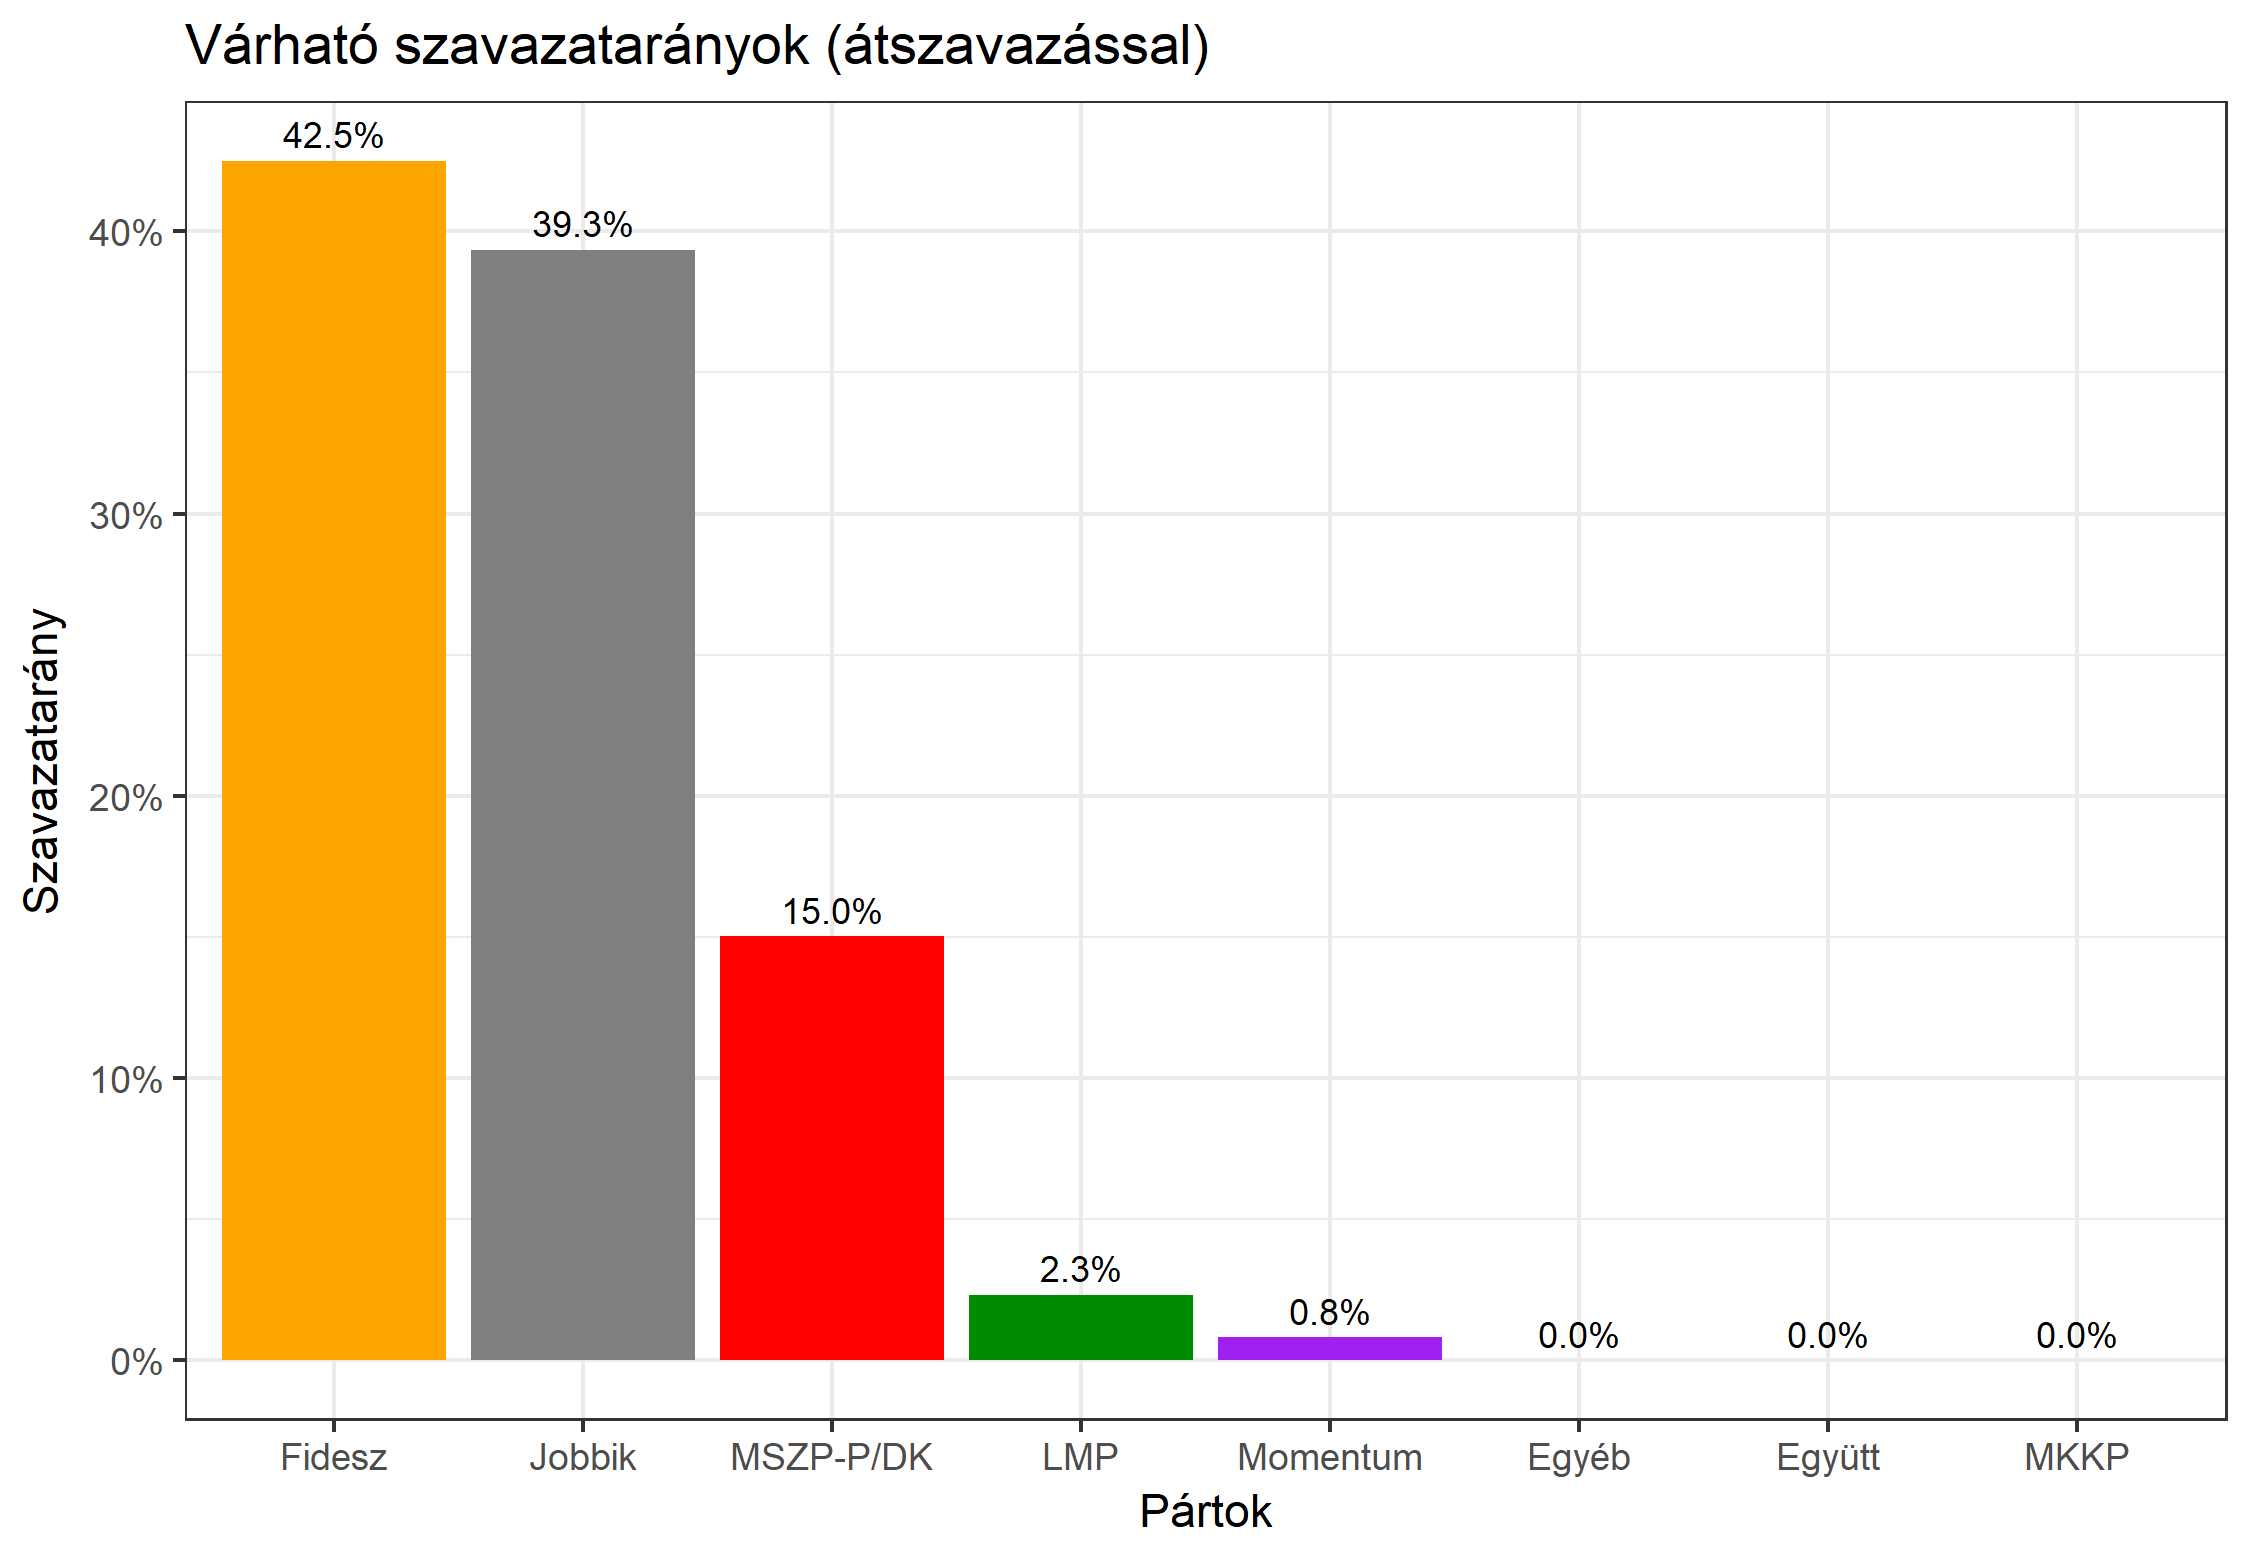 Várható szavazatarányok (átszavazással)
Szavazatarány
40%
30%
20%
10%
0%
42.5%
39.3%
15.0%
2.3%
0.8%
0.0%
0.0%
0.0%
Fidesz
Jobbik
MSZP-P/DK
LMP
Momentum
Egyéb
Együtt
MKKP
Pártok